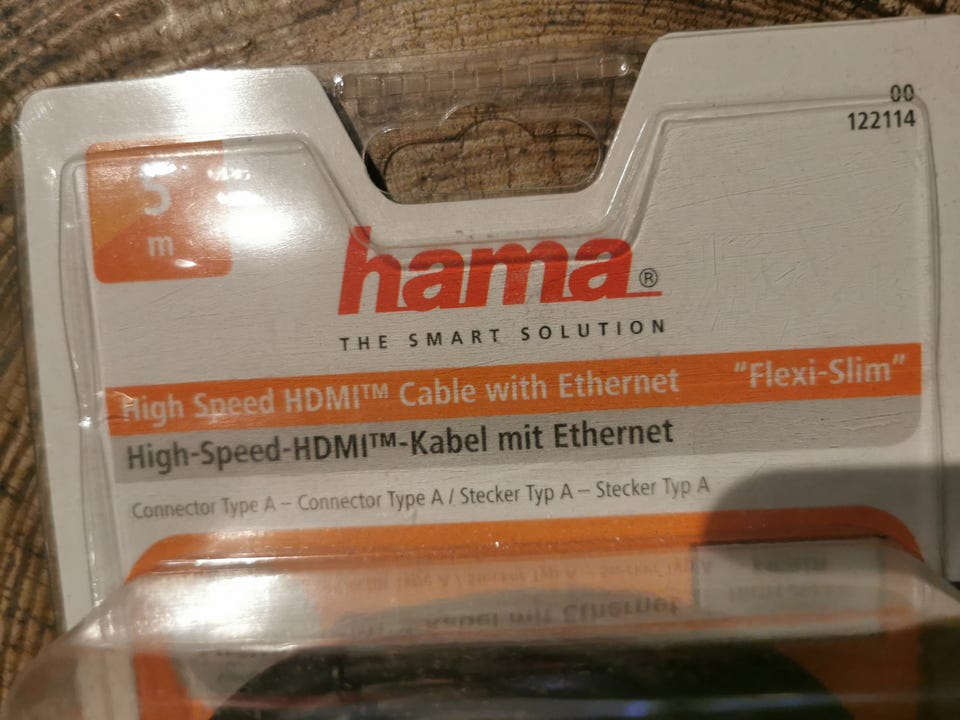 00
122114
5
m
hama®
THE SMART SOLUTION
High Speed HDMI™ Cable with Ethernet "Flexi-Slim"
High-Speed-HDMI™-Kabel mit Ethernet
Connector Type A – Connector Type A / Stecker Typ A – Stecker Typ A